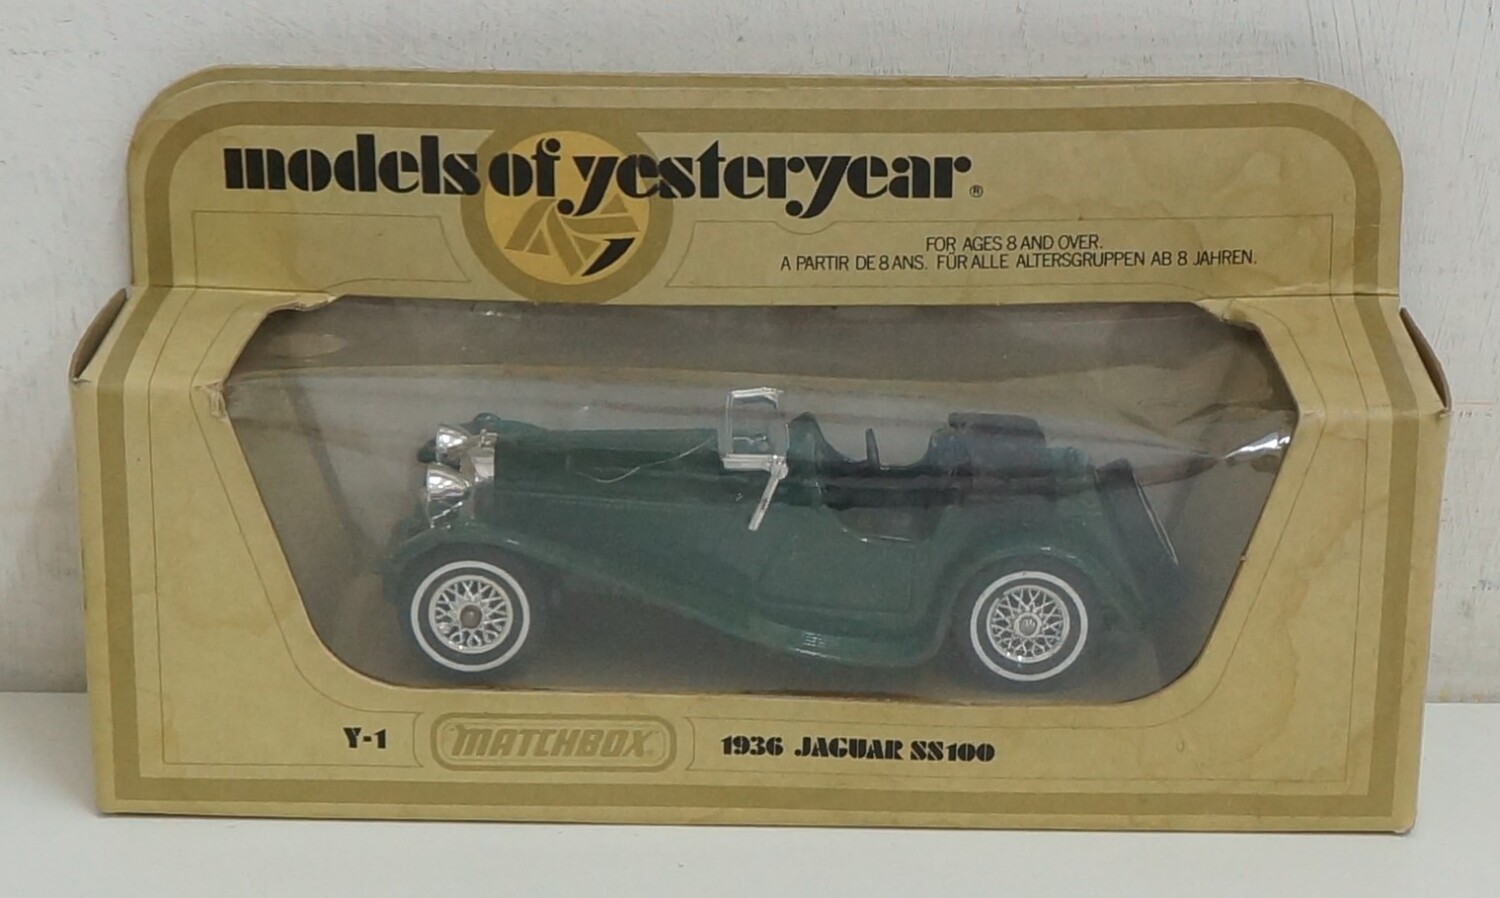 models of yesteryear®
FOR AGES 8 AND OVER.
A PARTIR DE 8 ANS. FÜR ALLE ALTERSGRUPPEN AB 8 JAHREN.
Y-1 MATCHBOX 1936 JAGUAR SS100